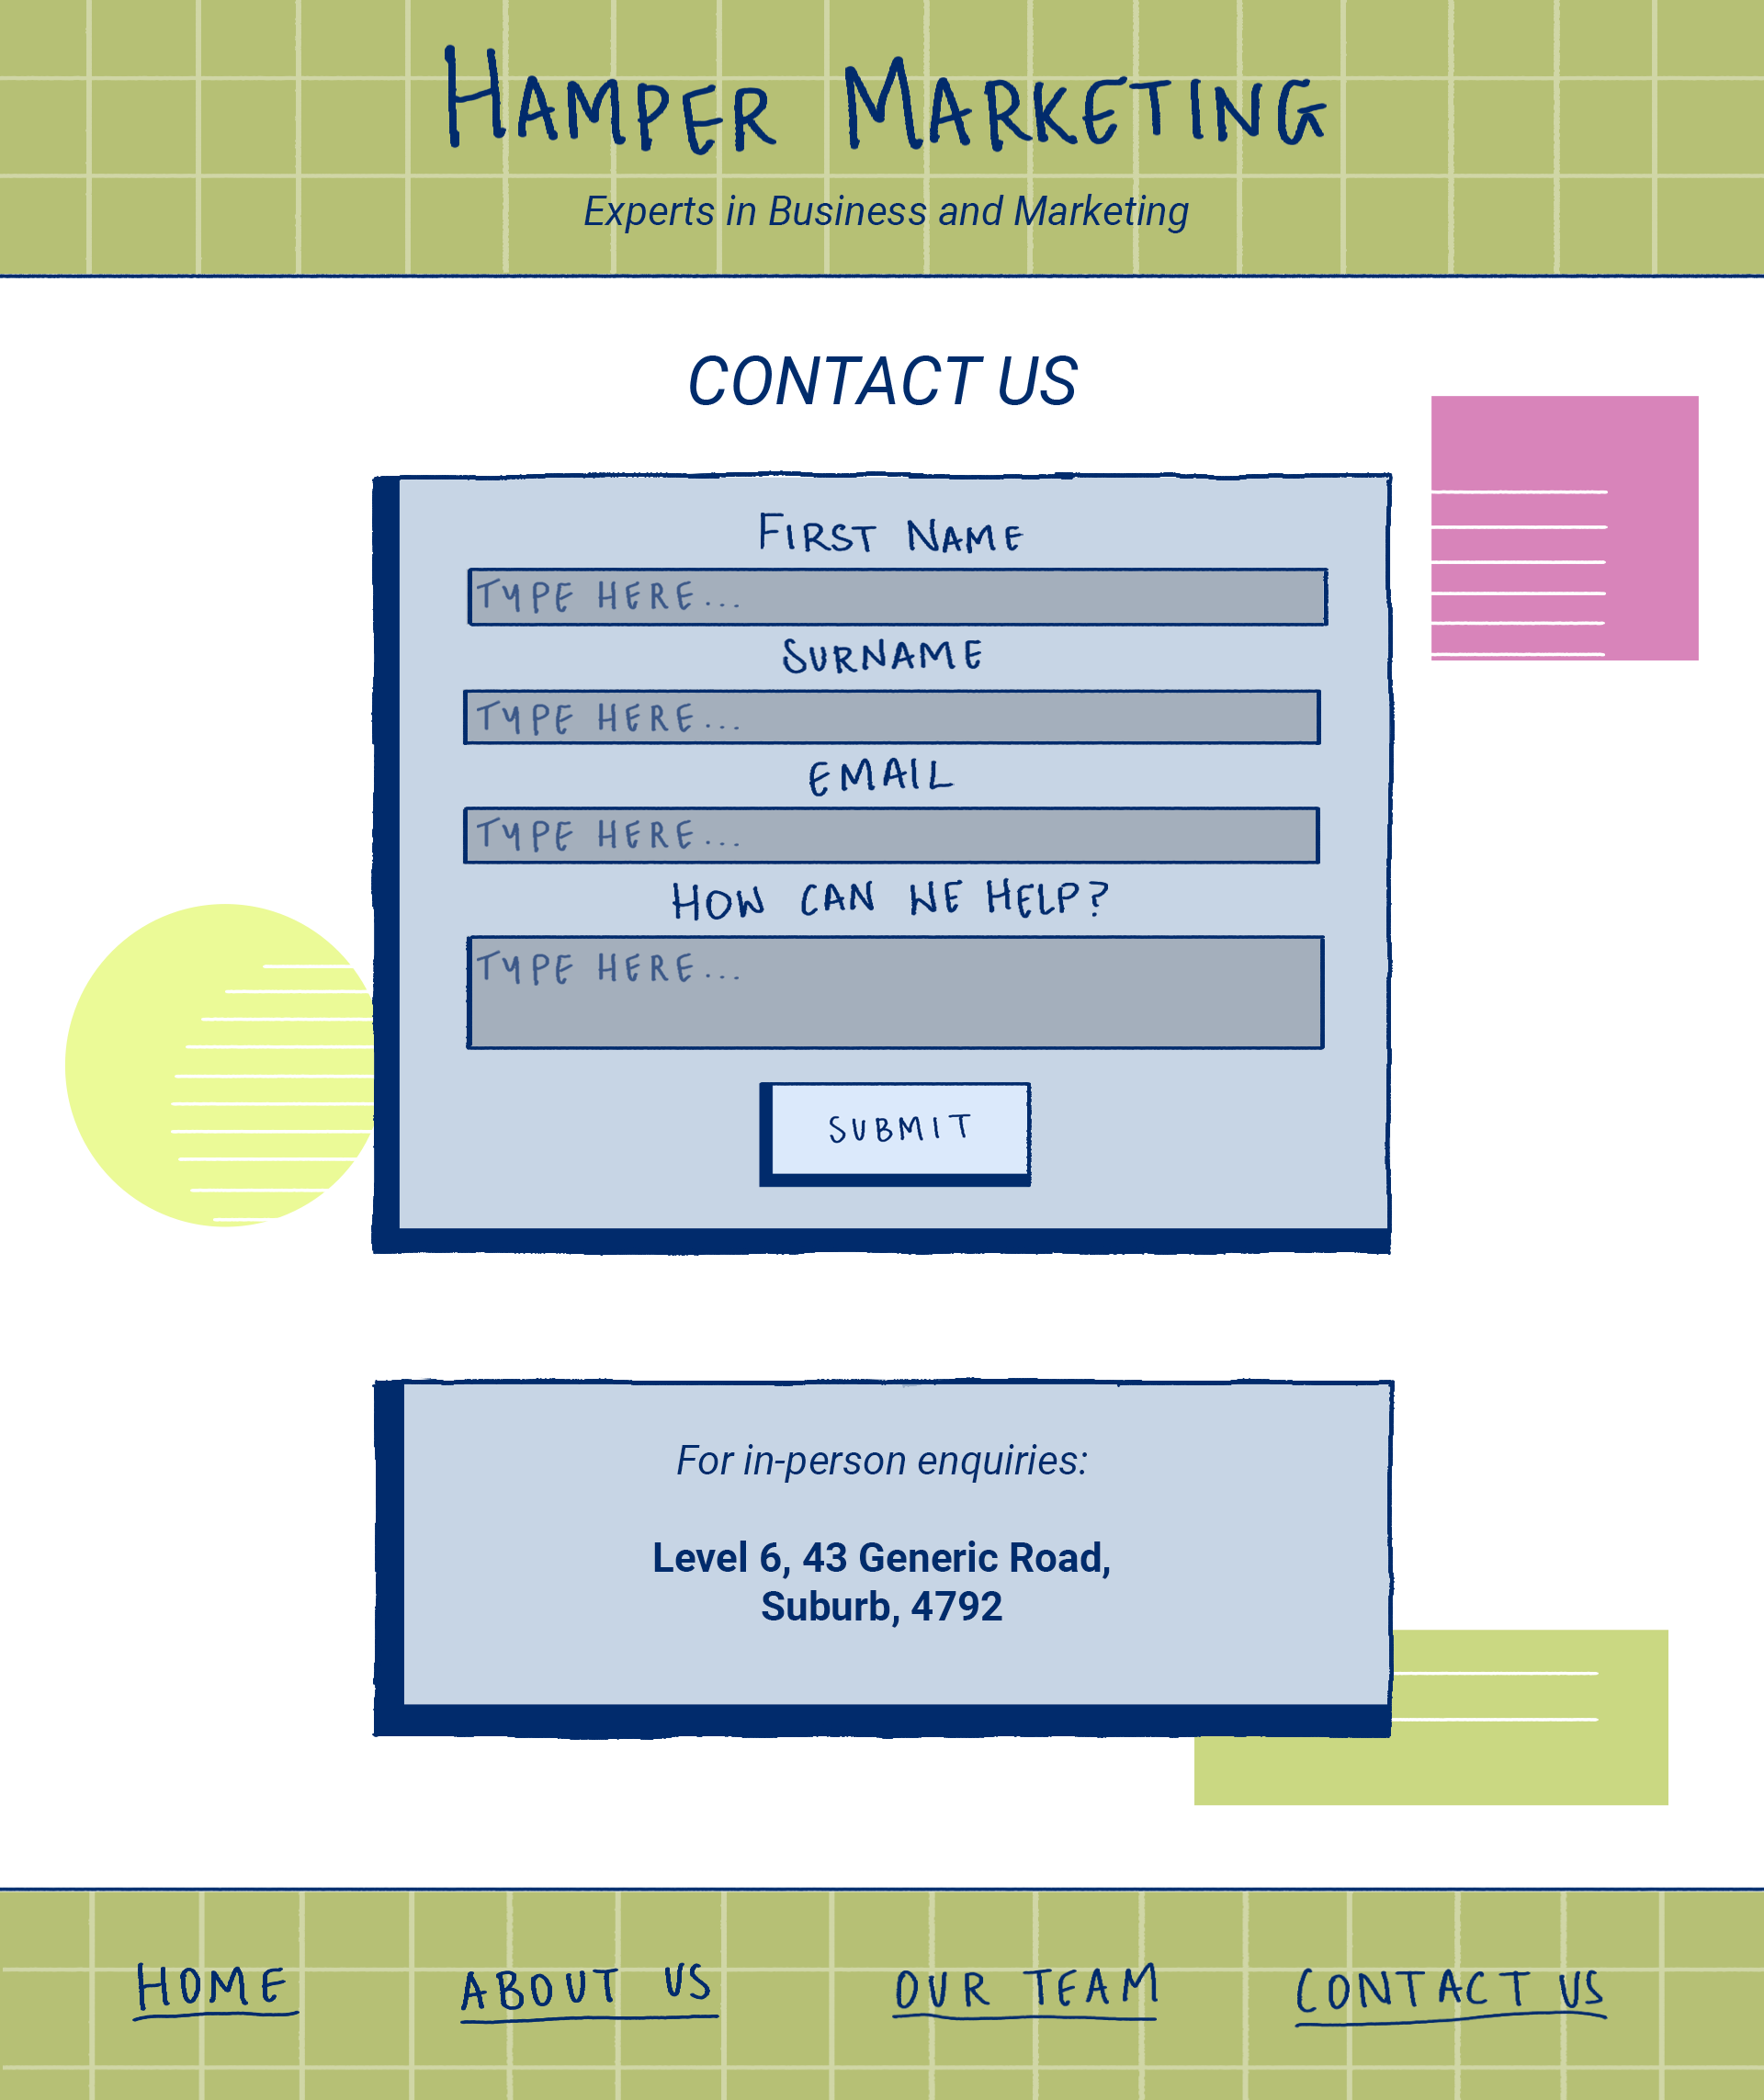 HAMPER MARKETING
Experts in Business and Marketing
CONTACT US
FIRST NAME
TYPE HERE...
SURNAME
TYPE HERE...
EMAIL
TYPE HERE...
HOW CAN WE HELP?
TYPE HERE...
SUBMIT
For in-person enquiries:
Level 6, 43 Generic Road,
Suburb, 4792
HOME ABOUT US OUR TEAM CONTACT US